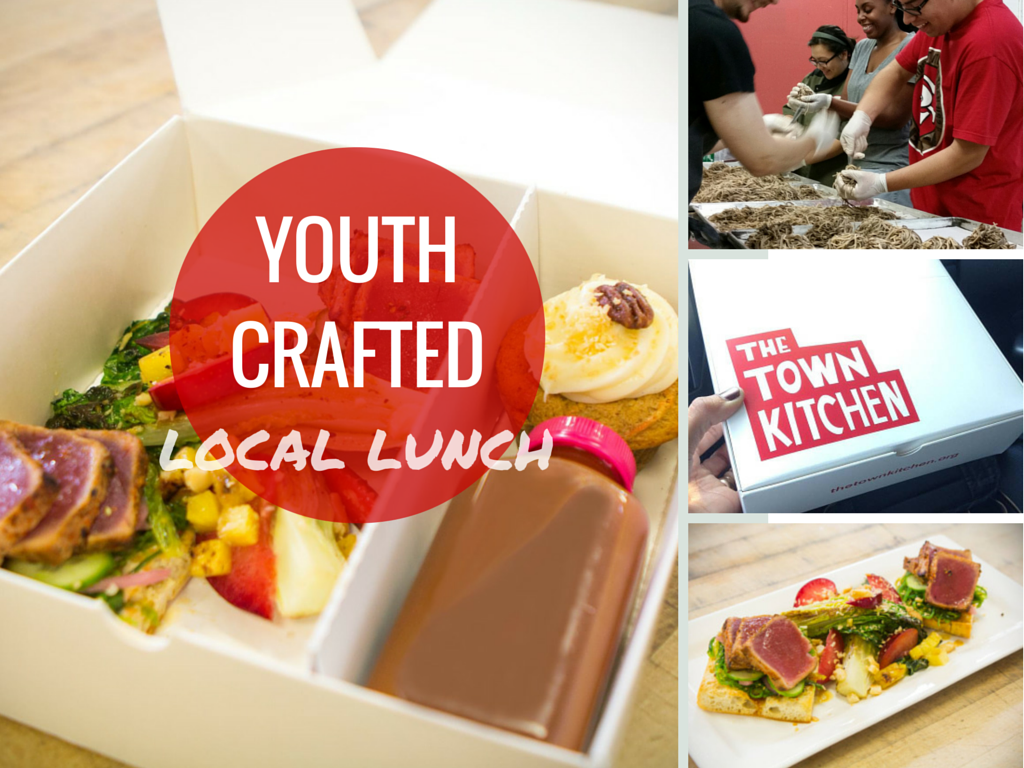 YOUTH
CRAFTED
LOCAL LUNCH
THE
TOWN
KITCHEN
thetownkitchen.org